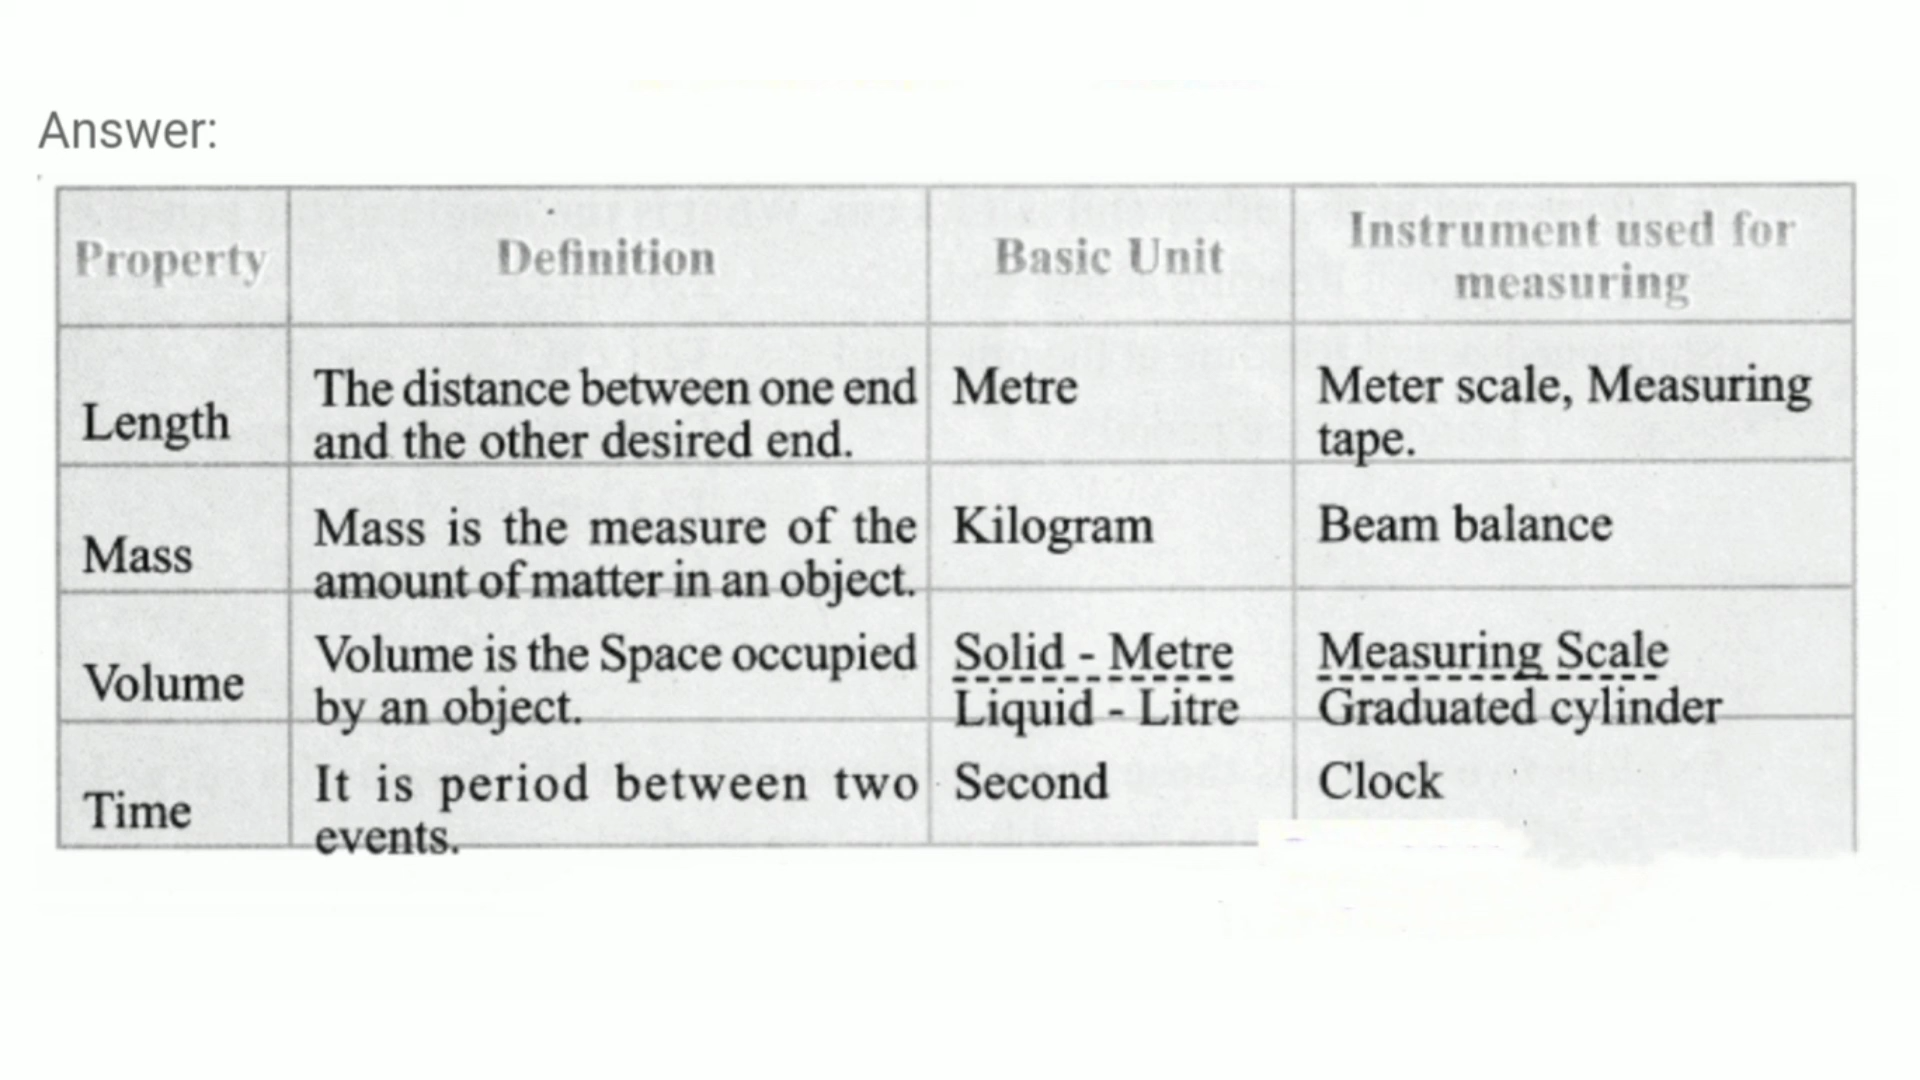 Answer:
Property
Definition
Basic Unit
Instrument used for
measuring
Length
The distance between one end
and the other desired end.
Metre
Meter scale, Measuring
tape.
Mass
Mass is the measure of the
amount of matter in an object.
Kilogram
Beam balance
Volume
Volume is the Space occupied
by an object.
Solid - Metre
Liquid - Litre
Measuring Scale
Graduated cylinder
Time
It is period between two
events.
Second
Clock